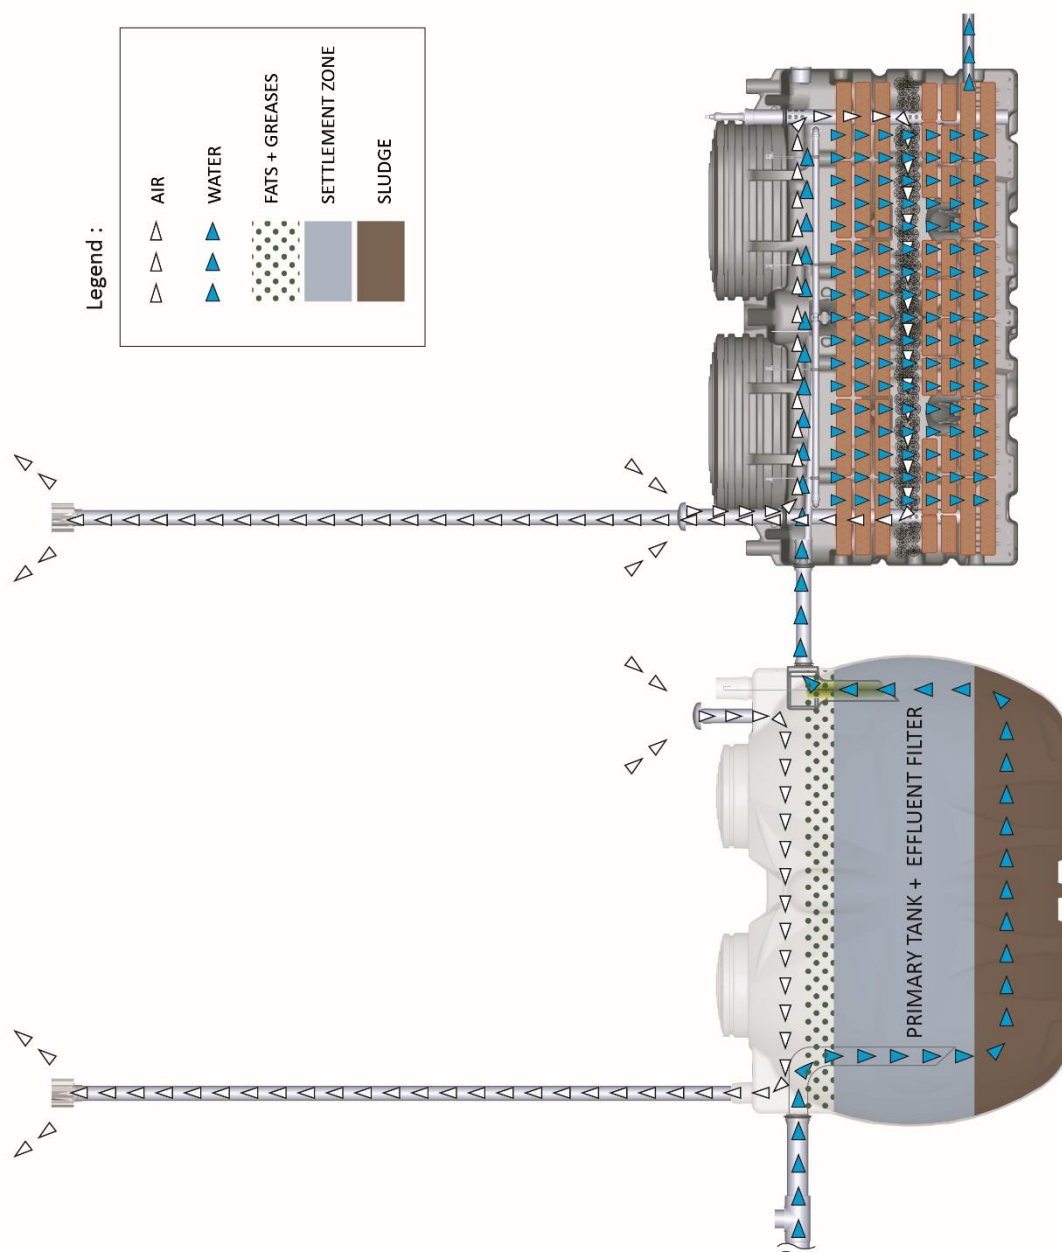 Legend :
AIR
WATER
FATS + GREASES
SETTLEMENT ZONE
SLUDGE
PRIMARY TANK + EFFLUENT FILTER